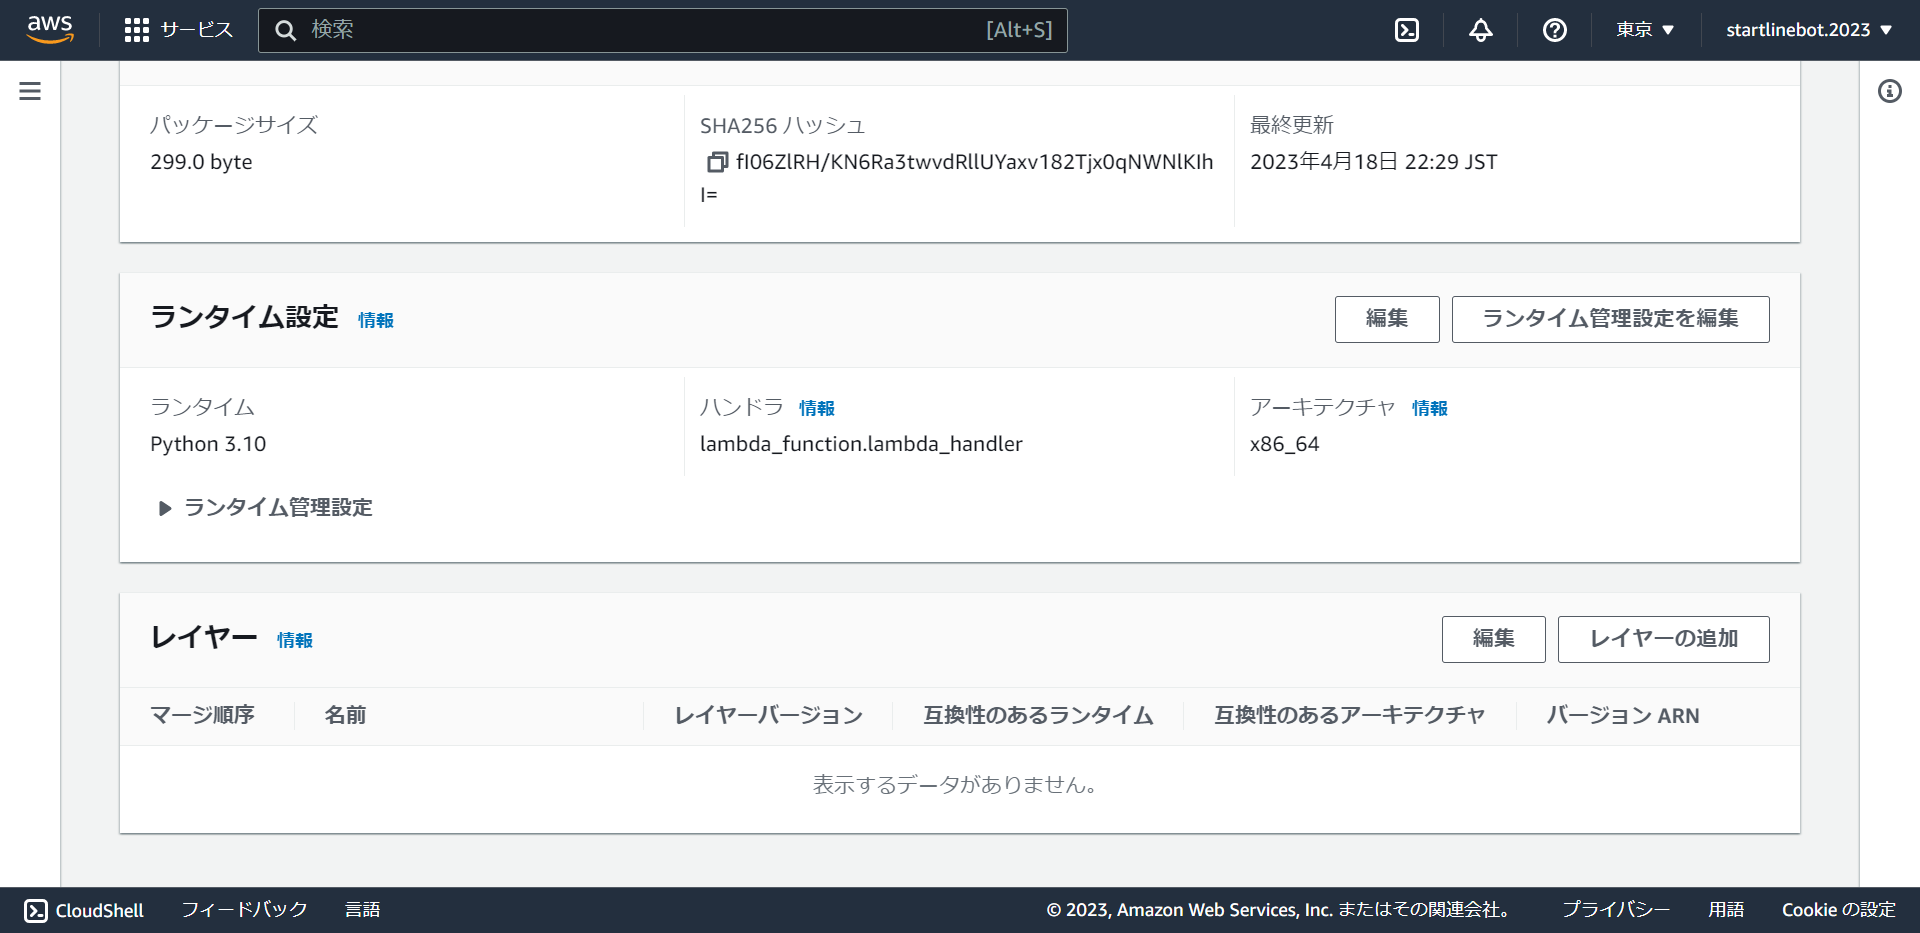 aws サービス 検索 [Alt+S] 東京 startlinebot.2023
パッケージサイズ SHA256 ハッシュ 最終更新
299.0 byte fI06ZlRH/KN6Ra3twvdRllUYaxv182Tjx0qNWNlKIh 2023年4月18日 22:29 JST
I=
ランタイム設定 情報 編集 ランタイム管理設定を編集
ランタイム ハンドラ 情報 アーキテクチャ 情報
Python 3.10 lambda_function.lambda_handler x86_64
ランタイム管理設定
レイヤー 情報 編集 レイヤーの追加
マージ順序 名前 レイヤーバージョン 互換性のあるランタイム 互換性のあるアーキテクチャ バージョン ARN
表示するデータがありません。
CloudShell フィードバック 言語 © 2023, Amazon Web Services, Inc. またはその関連会社。 プライバシー 用語 Cookie の設定